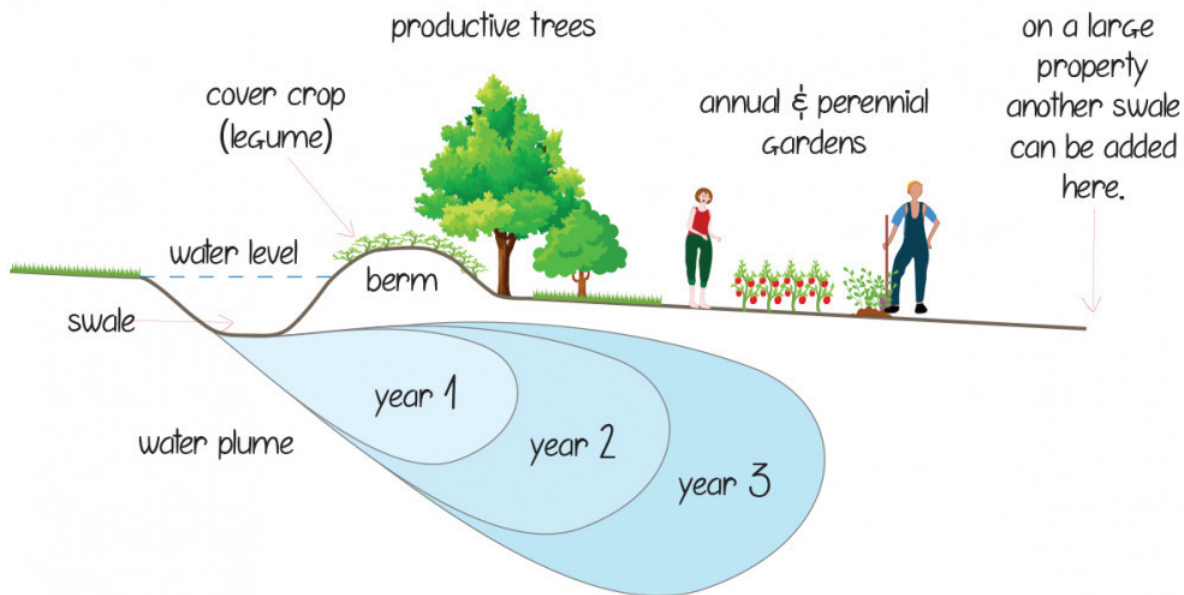 productive trees
cover crop
(legume)
annual & perennial
gardens
on a large
property
another swale
can be added
here.
water level
berm
swale
year 1
year 2
year 3
water plume